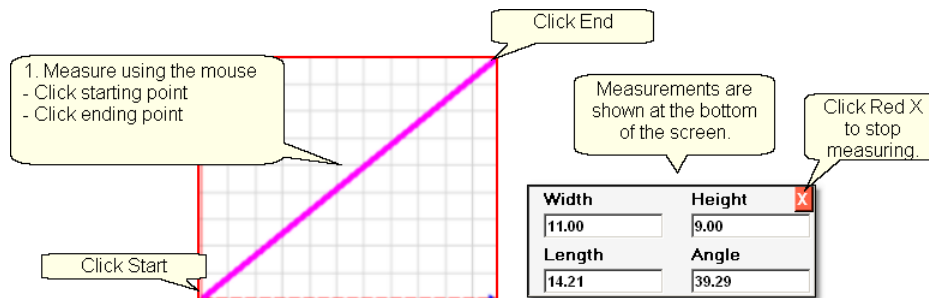 Click End
1. Measure using the mouse
- Click starting point
- Click ending point
Measurements are
shown at the bottom
of the screen.
Click Red X
to stop
measuring.
Width
Height
X
11.00
9.00
Length
Angle
14.21
39.29
Click Start